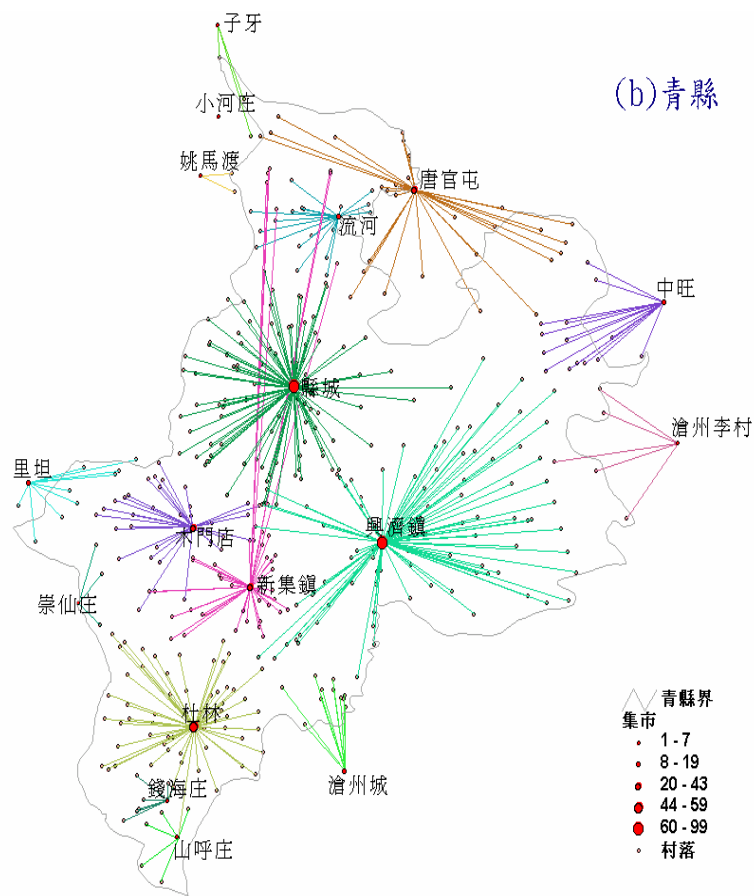 子牙
(b)青縣
小河庄
姚馬渡
唐官屯
流河
中旺
縣城
滄州李村
里坦
木門店
興濟鎮
新集鎮
崇仙庄
杜林
滄州城
錢海庄
山呼庄
青縣界
集市
1 - 7
8 - 19
20 - 43
44 - 59
60 - 99
村落